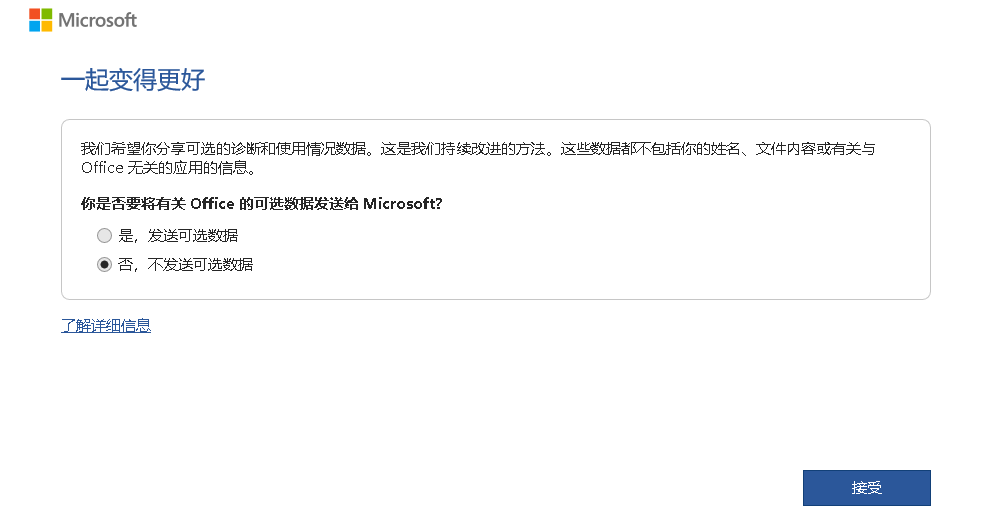 Microsoft
一起变得更好
我们希望你分享可选的诊断和使用情况数据。这是我们持续改进的方法。这些数据都不包括你的姓名、文件内容或有关与
Office 无关的应用的信息。
你是否要将有关 Office 的可选数据发送给 Microsoft?
是，发送可选数据
否，不发送可选数据
了解详细信息
接受